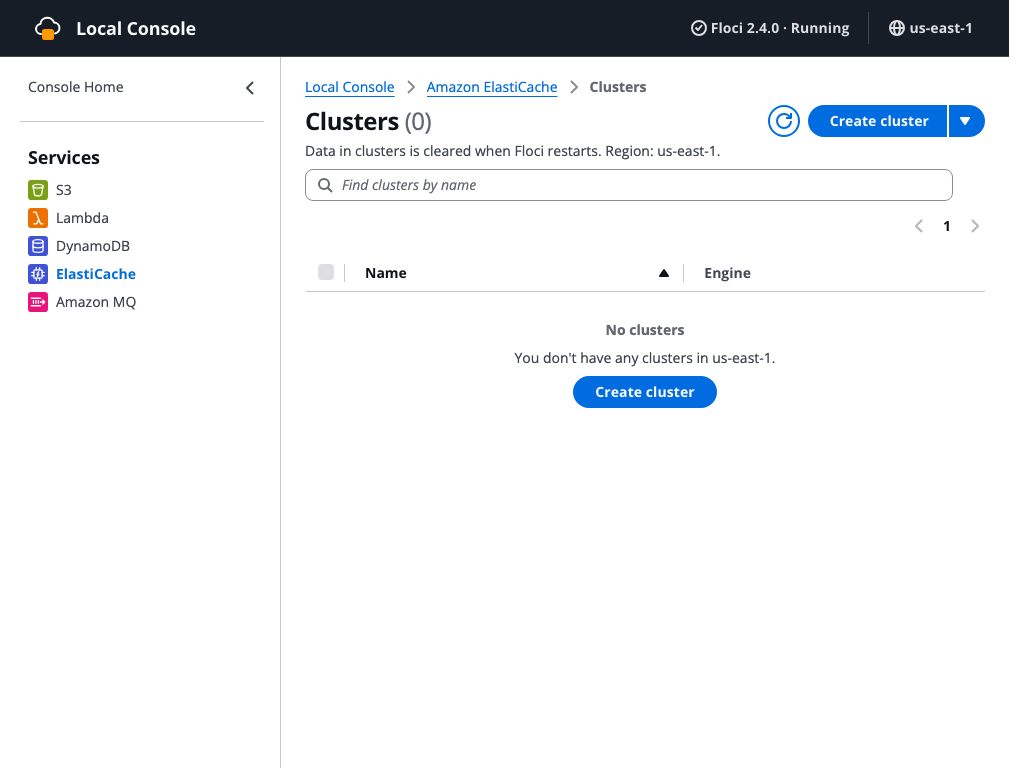 Local Console
Floci 2.4.0 · Running
us-east-1
Console Home
Services
S3
Lambda
DynamoDB
ElastiCache
Amazon MQ
Local Console > Amazon ElastiCache > Clusters
Clusters (0)
Create cluster
Data in clusters is cleared when Floci restarts. Region: us-east-1.
Find clusters by name
1
Name
Engine
No clusters
You don't have any clusters in us-east-1.
Create cluster